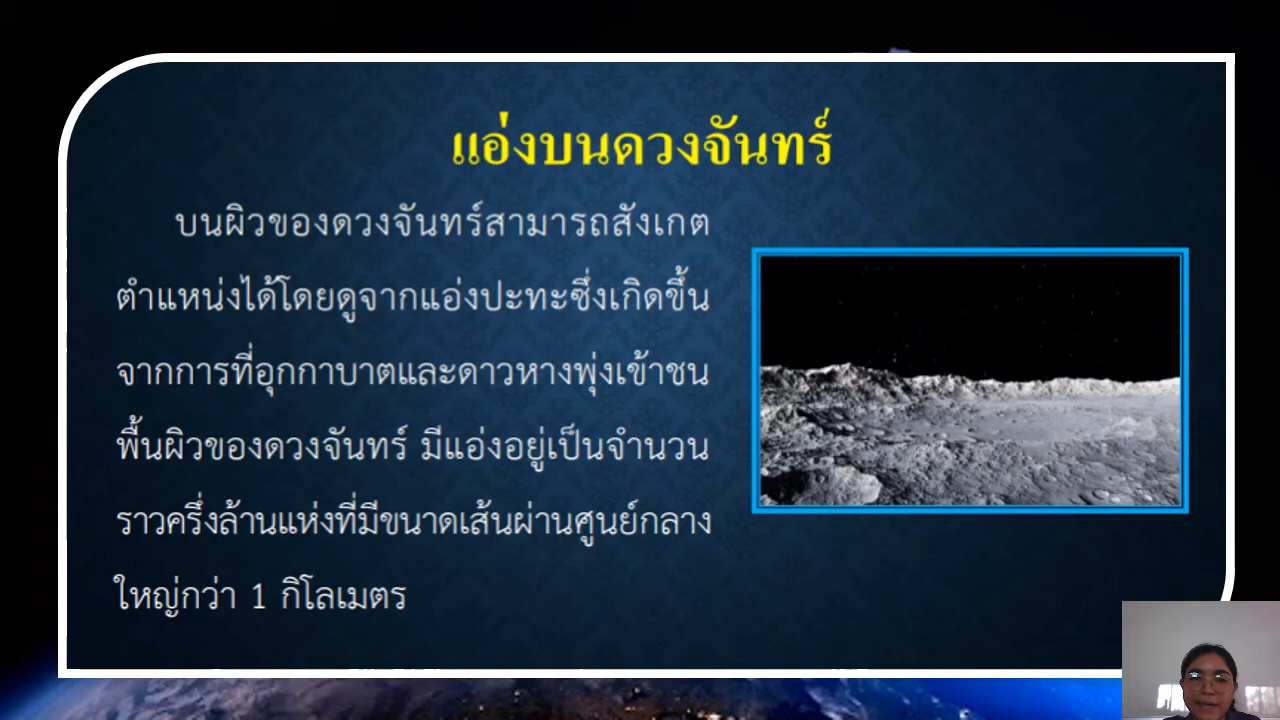 แอ่งบนดวงจันทร์
บนผิวของดวงจันทร์สามารถสังเกต
ตำแหน่งได้โดยดูจากแอ่งปะทะซึ่งเกิดขึ้น
จากการที่อุกกาบาตและดาวหางพุ่งเข้าชน
พื้นผิวของดวงจันทร์ มีแอ่งอยู่เป็นจำนวน
ราวครึ่งล้านแห่งที่มีขนาดเส้นผ่านศูนย์กลาง
ใหญ่กว่า 1 กิโลเมตร